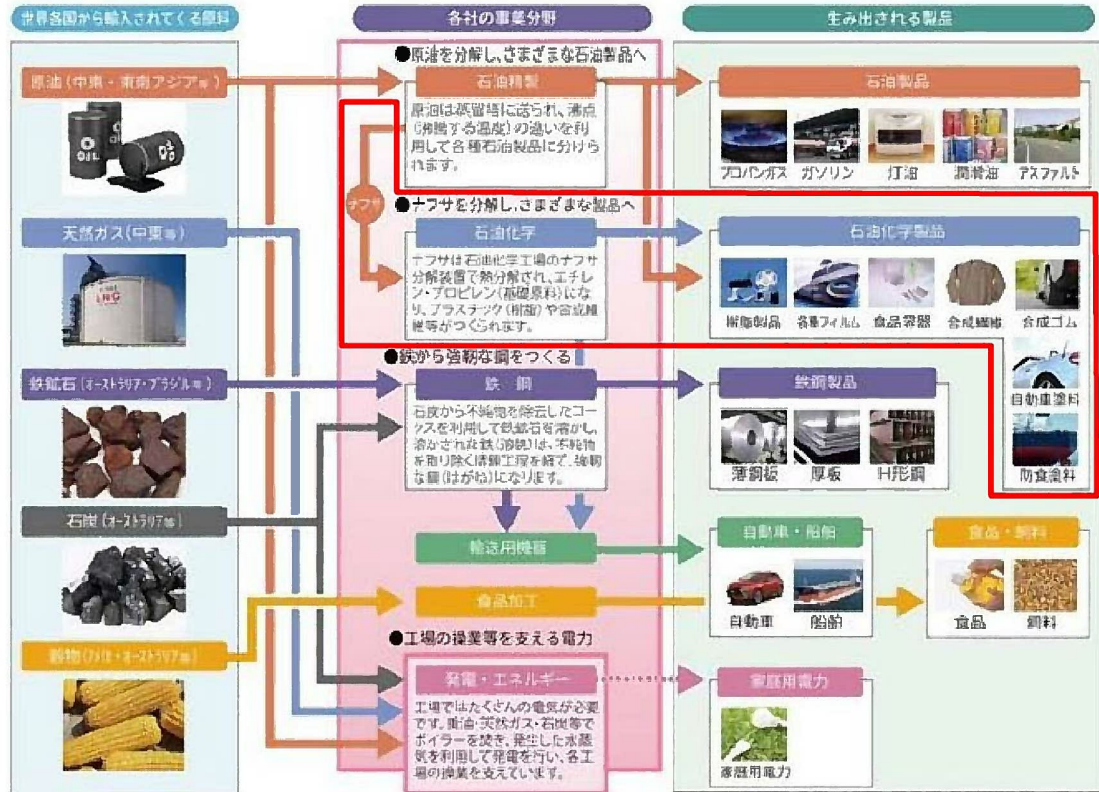 世界各国から輸入されてくる原料
各社の事業分野
生み出される製品
●原油を分解し、さまざまな石油製品へ
原油(中東・東南アジア等)
石油精製
石油製品
原油は蒸留塔に送られ、沸点
(沸騰する温度)の違いを利
用して各種石油製品に分けら
れます。
プロパンガス
ガソリン
灯油
潤滑油
アスファルト
ナフサ
●ナフサを分解し、さまざまな製品へ
天然ガス(中東等)
石油化学
石油化学製品
ナフサは石油化学工場のナフサ
分解装置で熱分解され、エチレ
ン・プロピレン(基礎原料)にな
り、プラスチック(樹脂)や合成繊
維等がつくられます。
樹脂製品
各種フィルム
食品容器
合成繊維
合成ゴム
●鉄から強靭な鋼をつくる
鉄鉱石(オーストラリア・ブラジル等)
鉄鋼
鉄鋼製品
自動車塗料
石炭から不純物を除去したコー
クスを利用して鉄鉱石を溶かし、
溶かされた鉄(溶銑)は、不純物
を取り除く精錬工程を経て、強靭
な鋼(はがね)になります。
薄鋼板
厚板
H形鋼
防食塗料
石炭(オーストラリア等)
輸送用機器
自動車・船舶
食品・飼料
食品加工
自動車
船舶
食品
飼料
●工場の操業等を支える電力
穀物(アメリカ・オーストラリア等)
発電・エネルギー
家庭用電力
工場ではたくさんの電気が必要
です。重油・天然ガス・石炭等で
ボイラーを焚き、発生した水蒸
気を利用して発電を行い、各工
場の操業を支えています。
家庭用電力
OIL
LNG